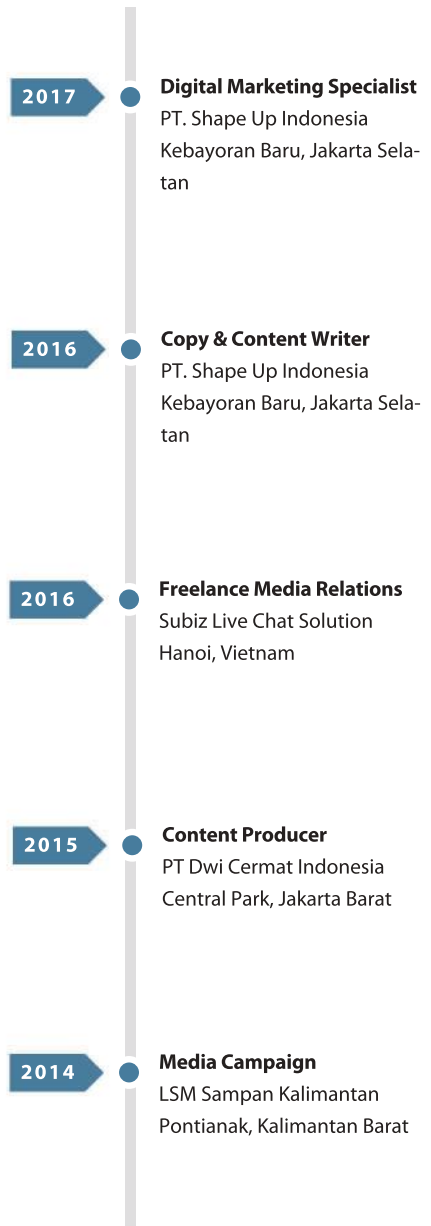 2017
Digital Marketing Specialist
PT. Shape Up Indonesia
Kebayoran Baru, Jakarta Sela-
tan
2016
Copy & Content Writer
PT. Shape Up Indonesia
Kebayoran Baru, Jakarta Sela-
tan
2016
Freelance Media Relations
Subiz Live Chat Solution
Hanoi, Vietnam
2015
Content Producer
PT Dwi Cermat Indonesia
Central Park, Jakarta Barat
2014
Media Campaign
LSM Sampan Kalimantan
Pontianak, Kalimantan Barat